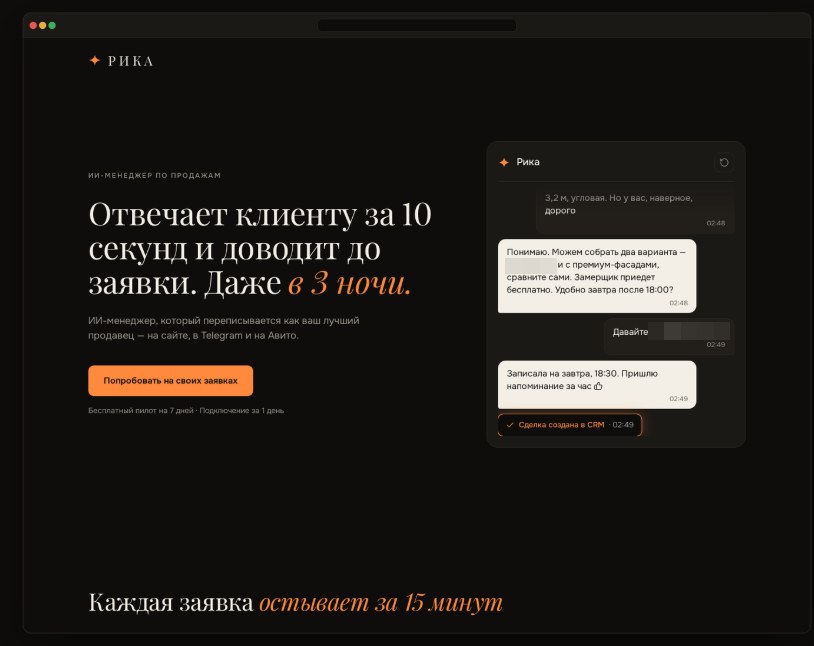 РИКА
ИИ-МЕНЕДЖЕР ПО ПРОДАЖАМ
Отвечает клиенту за 10
секунд и доводит до
заявки. Даже в 3 ночи.
ИИ-менеджер, который переписывается как ваш лучший
продавец — на сайте, в Telegram и на Авито.
Попробовать на своих заявках
Бесплатный пилот на 7 дней · Подключение за 1 день
Рика
3,2 м, угловая. Но у вас, наверное,
дорого
02:48
Понимаю. Можем собрать два варианта —
и с премиум-фасадами,
сравните сами. Замерщик приедет
бесплатно. Удобно завтра после 18:00?
02:48
Давайте
02:49
Записала на завтра, 18:30. Пришлю
напоминание за час
02:49
Сделка создана в CRM · 02:49
Каждая заявка остывает за 15 минут